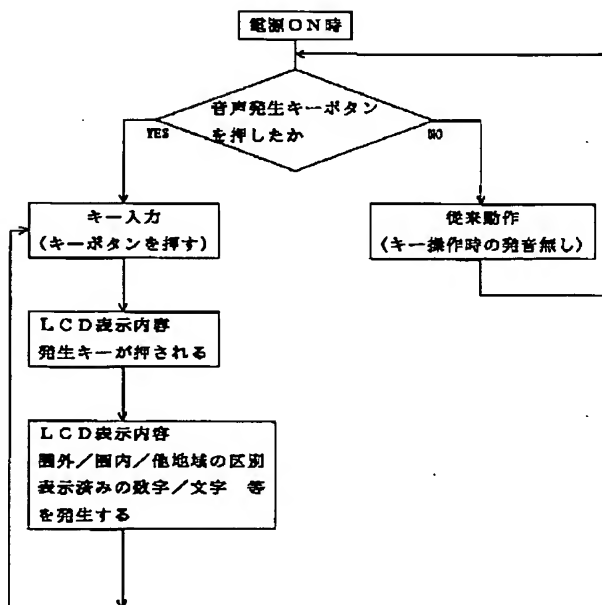 電源ON時
音声発生キーボタン
を押したか
YES
NO
キー入力
(キーボタンを押す)
従来動作
(キー操作時の発音無し)
LCD表示内容
発生キーが押される
LCD表示内容
圏外/圏内/他地域の区別
表示済みの数字/文字 等
を発生する